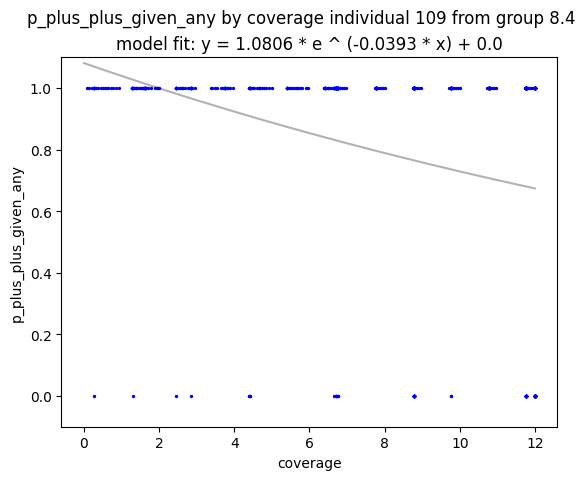 p_plus_plus_given_any by coverage individual 109 from group 8.4
model fit: y = 1.0806 * e ^ (-0.0393 * x) + 0.0
p_plus_plus_given_any
1.0
0.8
0.6
0.4
0.2
0.0
0 2 4 6 8 10 12
coverage